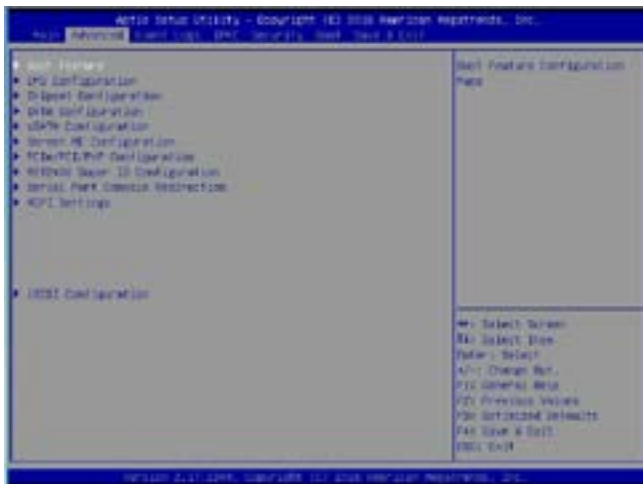 Aptio Setup Utility - Copyright (C) 2016 American Megatrends, Inc.
Main Advanced Event Logs IPMI Security Boot Save & Exit
Boot Feature
CPU Configuration
Chipset Configuration
SATA Configuration
sSATA Configuration
Server ME Configuration
PCIe/PCI/PnP Configuration
Super IO Configuration
Serial Port Console Redirection
ACPI Settings
iSCSI Configuration
Boot Feature Configuration
Page
Select Screen
Select Item
Enter: Select
+/-: Change Opt.
F1: General Help
F2: Previous Values
F3: Optimized Defaults
F4: Save & Exit
ESC: Exit
Version 2.17. Copyright (C) 2016 American Megatrends, Inc.